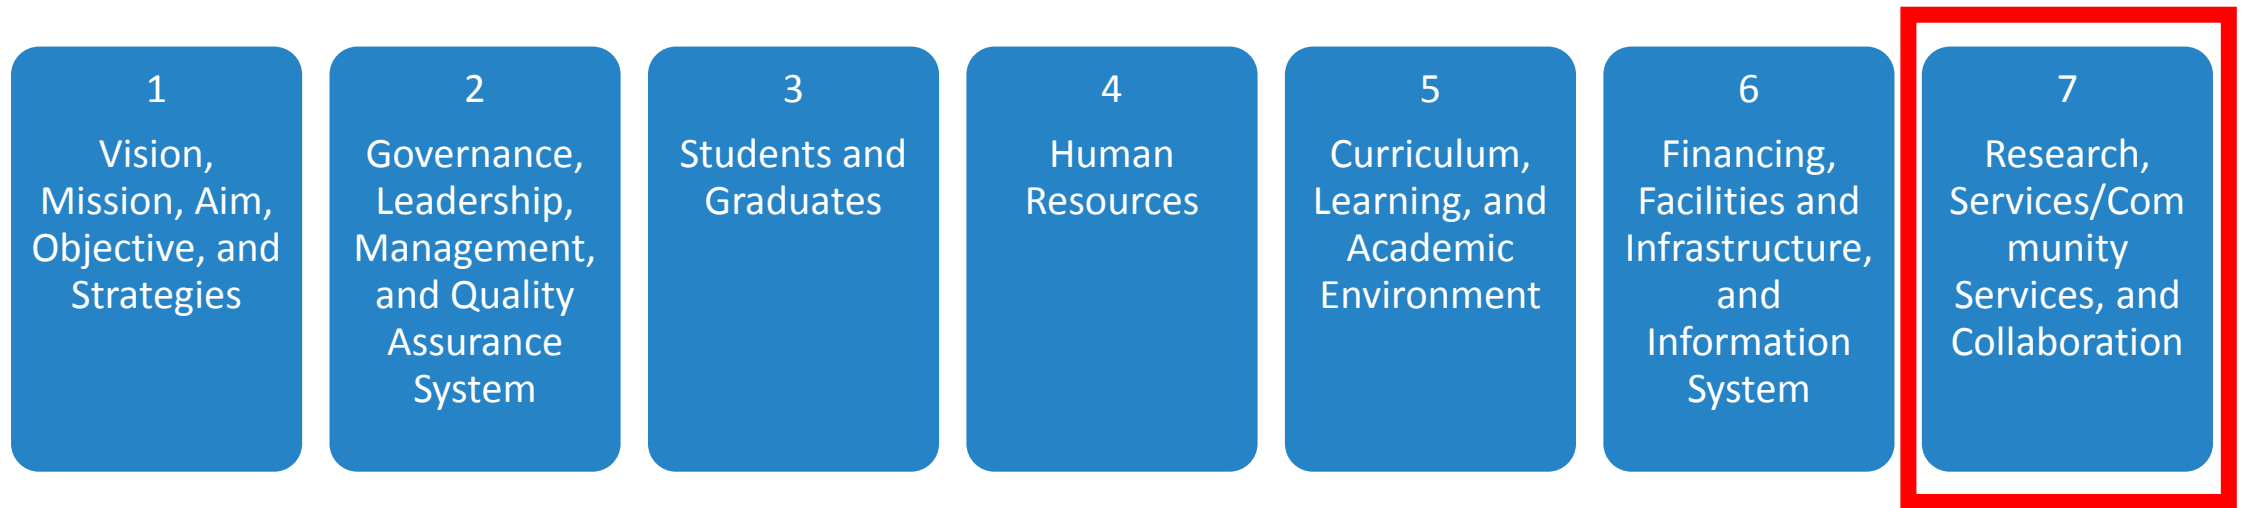 1
Vision,
Mission, Aim,
Objective, and
Strategies
2
Governance,
Leadership,
Management,
and Quality
Assurance
System
3
Students and
Graduates
4
Human
Resources
5
Curriculum,
Learning, and
Academic
Environment
6
Financing,
Facilities and
Infrastructure,
and
Information
System
7
Research,
Services/Com
munity
Services, and
Collaboration